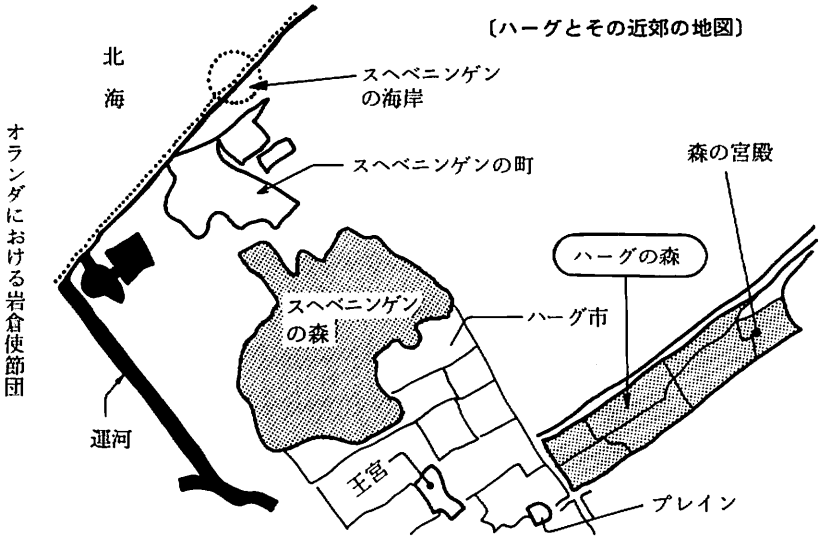 〔ハーグとその近郊の地図〕
北海
スヘベニンゲン
の海岸
オランダにおける岩倉使節団
スヘベニンゲンの町
森の宮殿
ハーグの森
スヘベニンゲン
の森
ハーグ市
運河
王宮
プレイン